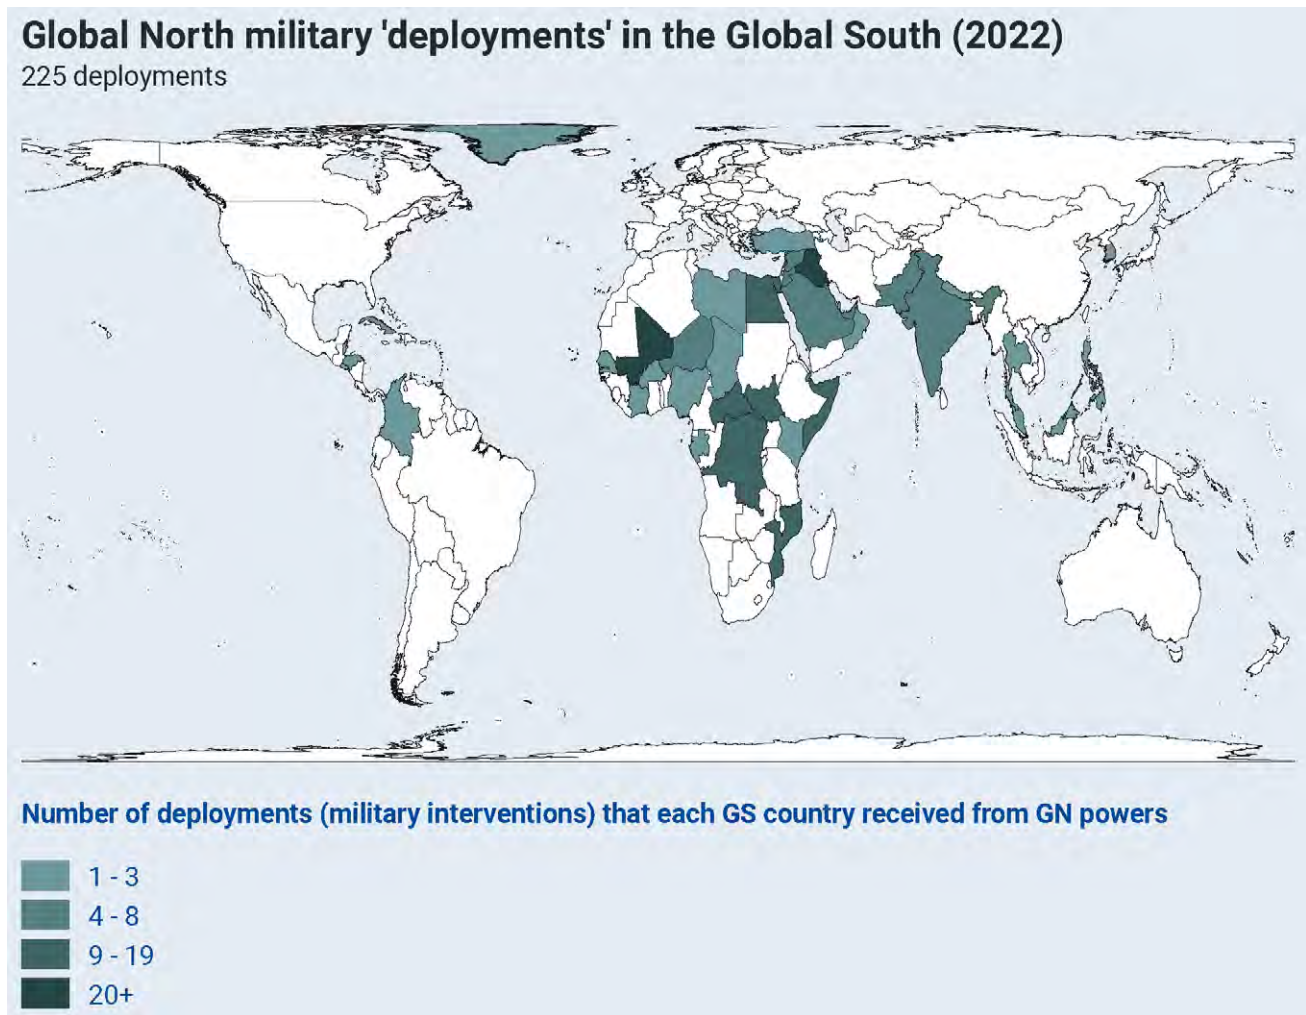 Global North military 'deployments' in the Global South (2022)
225 deployments
Number of deployments (military interventions) that each GS country received from GN powers
1 - 3
4 - 8
9 - 19
20+